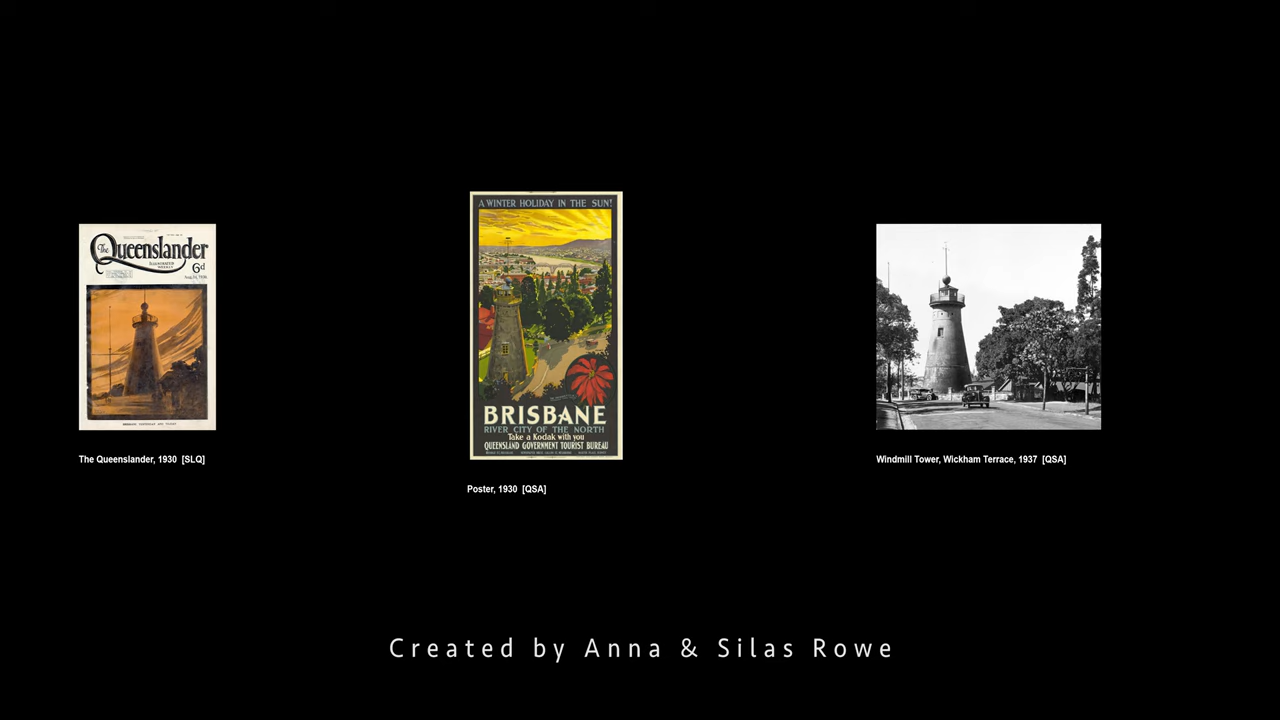 The Queenslander
ILLUSTRATED
WEEKLY
6d
The Queenslander, 1930 [SLQ]
A WINTER HOLIDAY IN THE SUN!
BRISBANE
RIVER CITY OF THE NORTH
Take a Kodak with you
QUEENSLAND GOVERNMENT TOURIST BUREAU
Poster, 1930 [QSA]
Windmill Tower, Wickham Terrace, 1937 [QSA]
Created by Anna & Silas Rowe